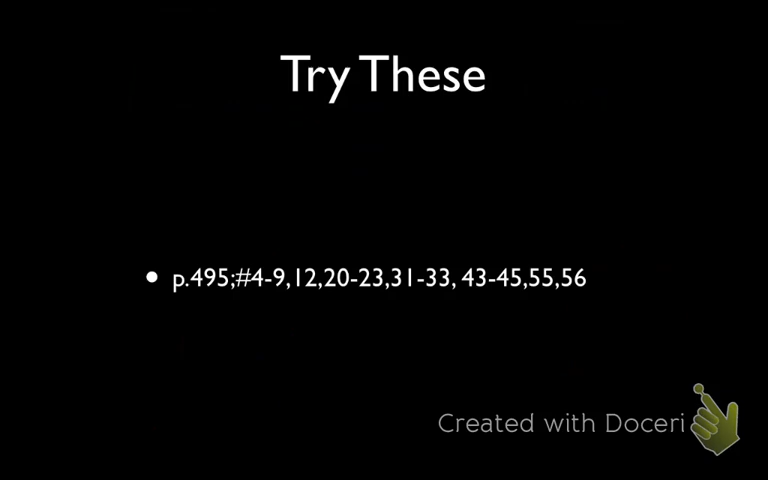 Try These
• p.495;#4-9,12,20-23,31-33, 43-45,55,56
Created with Doceri